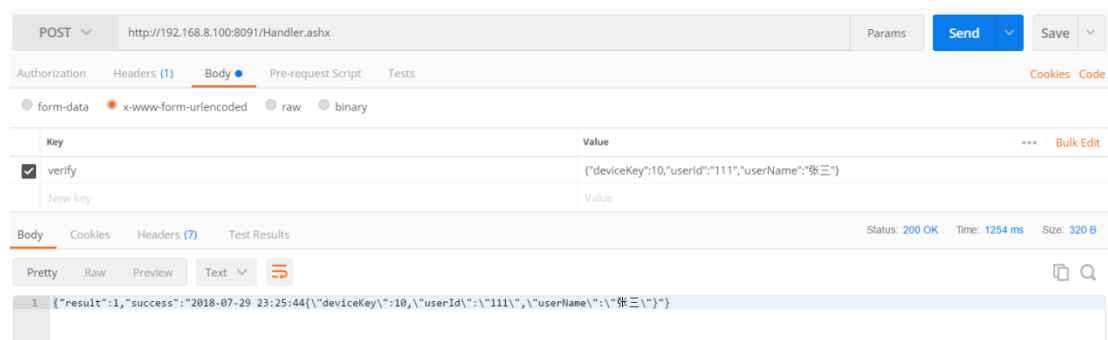 POST http://192.168.8.100:8091/Handler.ashx Params Send Save
Authorization Headers (1) Body Pre-request Script Tests Cookies Code
form-data x-www-form-urlencoded raw binary
Key Value Bulk Edit
verify {"deviceKey":10,"userId":"111","userName":"张三"}
New key Value
Body Cookies Headers (7) Test Results Status: 200 OK Time: 1254 ms Size: 320 B
Pretty Raw Preview Text
1 {"result":1,"success":"2018-07-29 23:25:44{\"deviceKey\":10,\"userId\":\"111\",\"userName\":\"张三\"}"}